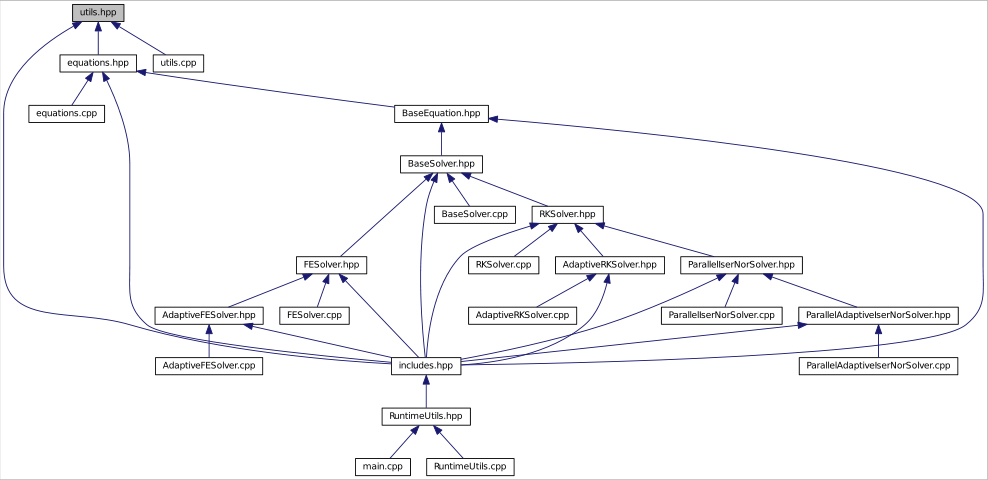 utils.hpp
equations.hpp
utils.cpp
equations.cpp
BaseEquation.hpp
BaseSolver.hpp
BaseSolver.cpp
RKSolver.hpp
FESolver.hpp
RKSolver.cpp
AdaptiveRKSolver.hpp
ParallelIserNorSolver.hpp
AdaptiveFESolver.hpp
FESolver.cpp
AdaptiveRKSolver.cpp
ParallelIserNorSolver.cpp
ParallelAdaptiveIserNorSolver.hpp
AdaptiveFESolver.cpp
includes.hpp
ParallelAdaptiveIserNorSolver.cpp
RuntimeUtils.hpp
main.cpp
RuntimeUtils.cpp